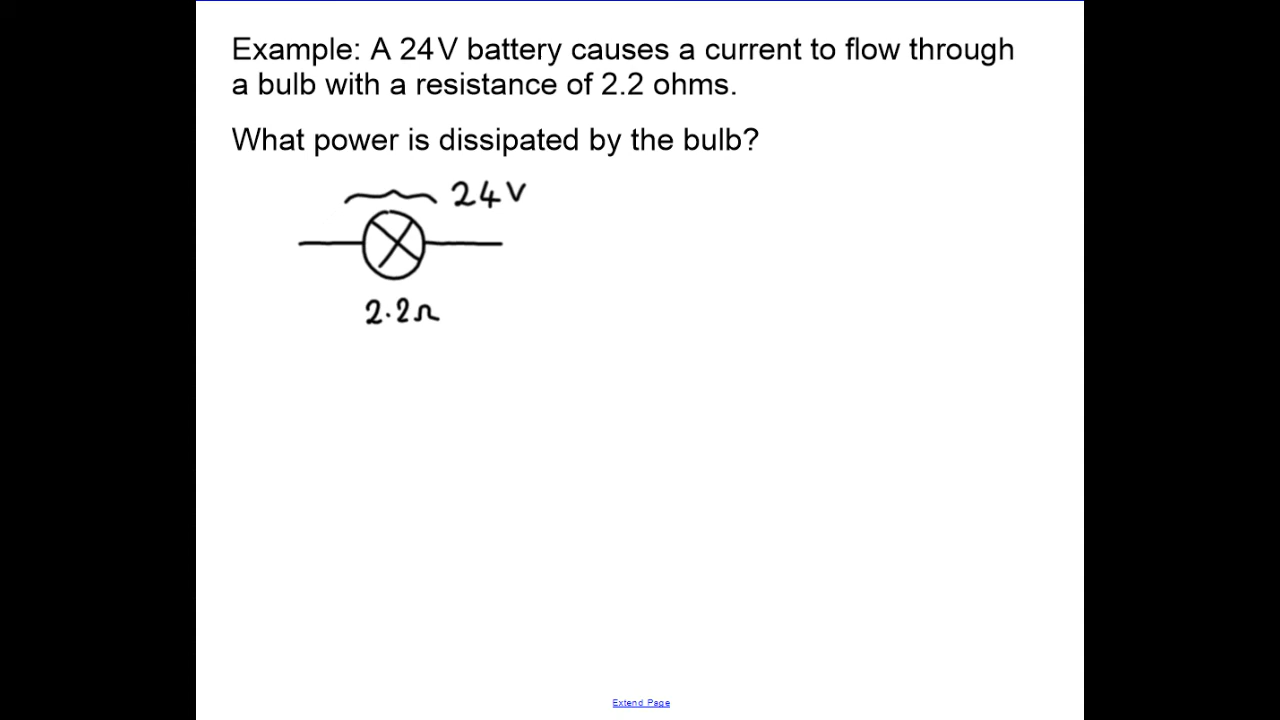 Example: A 24V battery causes a current to flow through
a bulb with a resistance of 2.2 ohms.
What power is dissipated by the bulb?
24V
2.2Ω
Extend Page